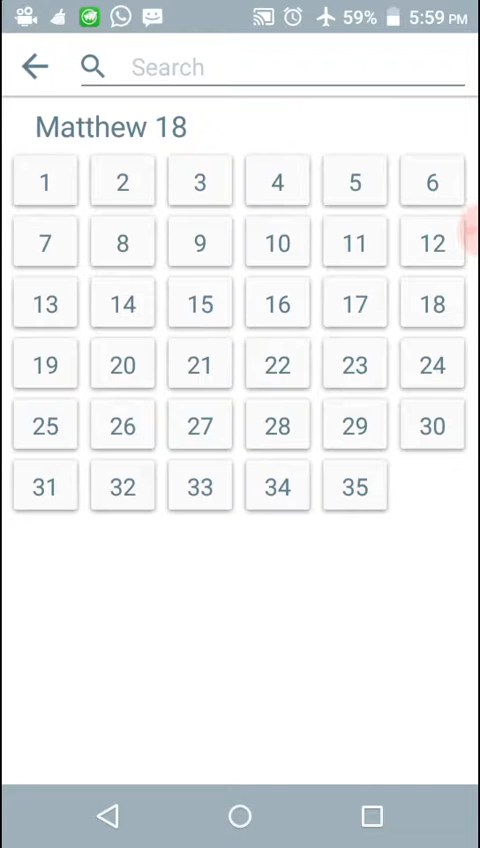 59% 5:59 PM
Search
Matthew 18
1 2 3 4 5 6
7 8 9 10 11 12
13 14 15 16 17 18
19 20 21 22 23 24
25 26 27 28 29 30
31 32 33 34 35